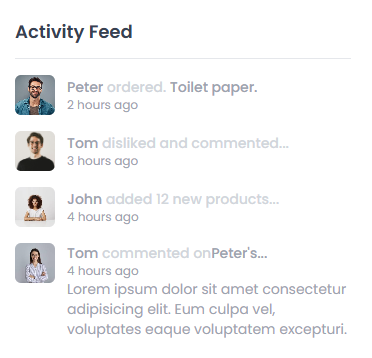 Activity Feed
Peter ordered. Toilet paper.
2 hours ago
Tom disliked and commented...
3 hours ago
John added 12 new products...
4 hours ago
Tom commented onPeter's...
4 hours ago
Lorem ipsum dolor sit amet consectetur
adipisicing elit. Eum culpa vel,
voluptates eaque voluptatem excepturi.